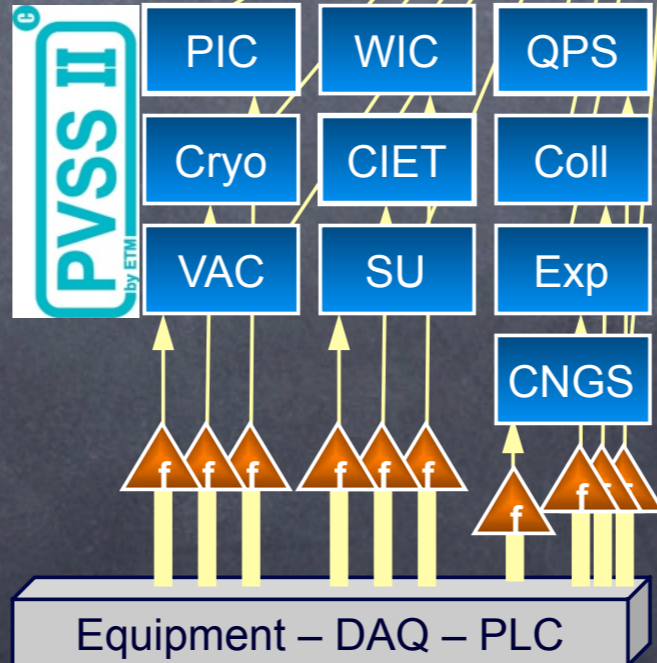 ©
PVSS II
by ETM
PIC WIC QPS
Cryo CIET Coll
VAC SU Exp
CNGS
f f f f f f f f f f
Equipment – DAQ – PLC